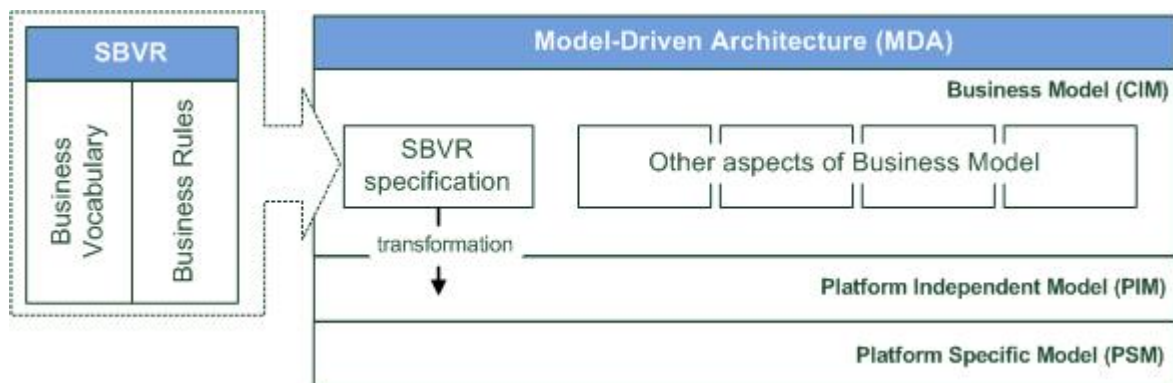 SBVR
Business
Vocabulary
Business Rules
Model-Driven Architecture (MDA)
Business Model (CIM)
SBVR
specification
Other aspects of Business Model
transformation
Platform Independent Model (PIM)
Platform Specific Model (PSM)